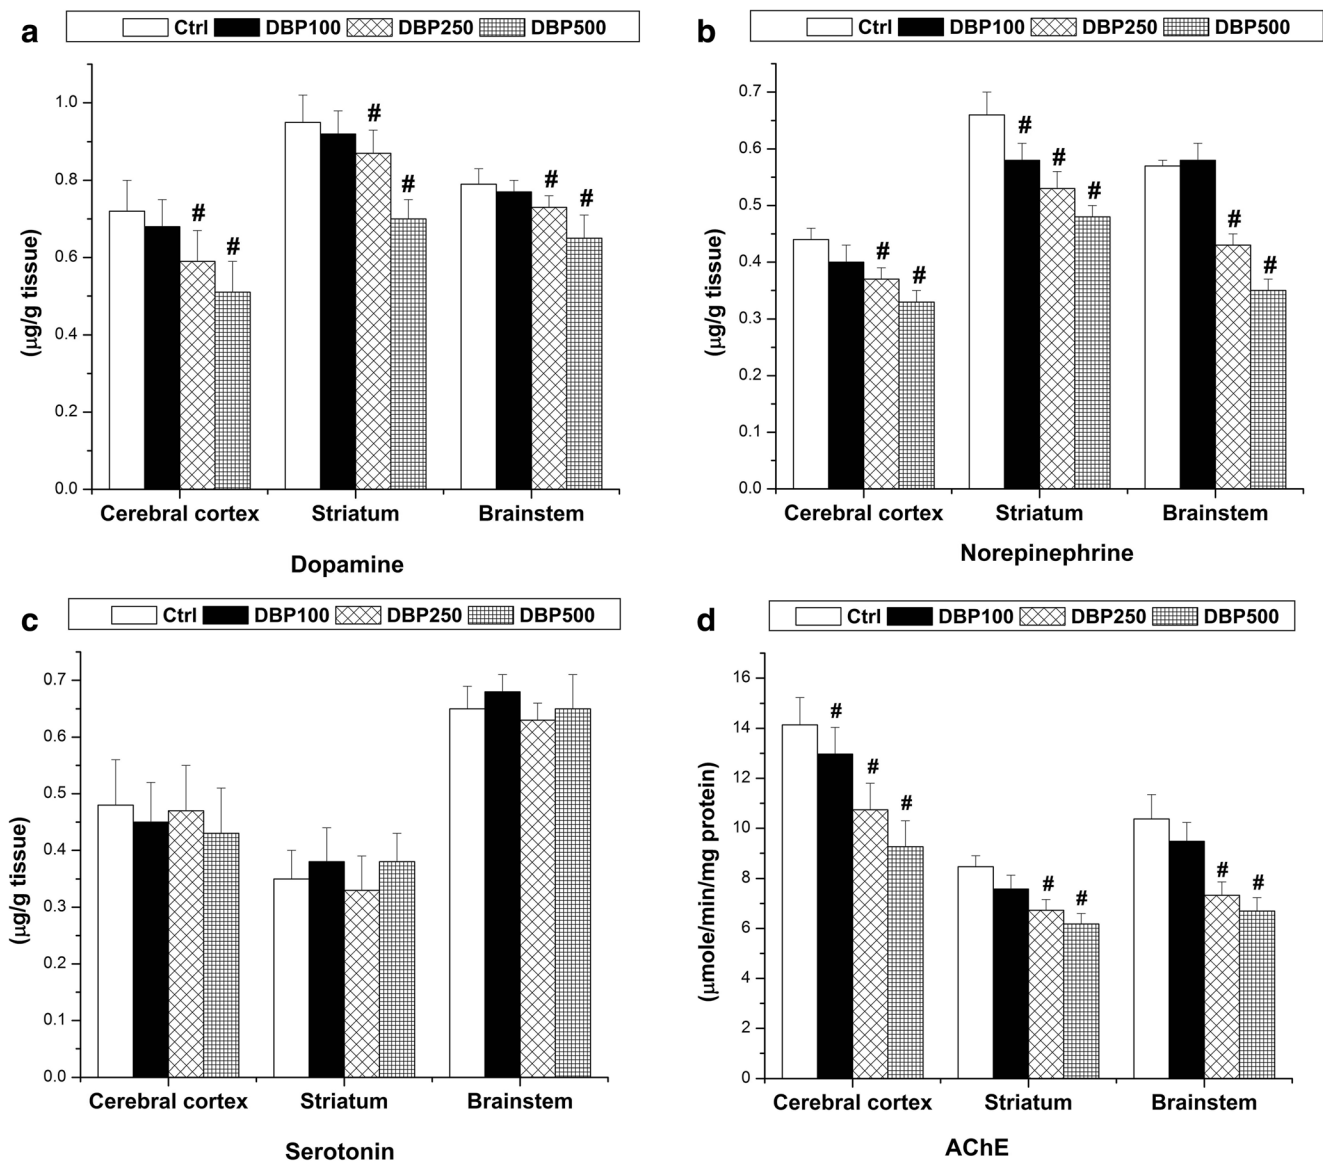 a
Ctrl DBP100 DBP250 DBP500
1.0
0.8
0.6
0.4
0.2
0.0
(µg/g tissue)
# # # # # #
Cerebral cortex Striatum Brainstem
Dopamine
b
Ctrl DBP100 DBP250 DBP500
0.7
0.6
0.5
0.4
0.3
0.2
0.1
0.0
(µg/g tissue)
# # # # # # #
Cerebral cortex Striatum Brainstem
Norepinephrine
c
Ctrl DBP100 DBP250 DBP500
0.7
0.6
0.5
0.4
0.3
0.2
0.1
0.0
(µg/g tissue)
Cerebral cortex Striatum Brainstem
Serotonin
d
Ctrl DBP100 DBP250 DBP500
16
14
12
10
8
6
4
2
0
(µmole/min/mg protein)
# # # # # # #
Cerebral cortex Striatum Brainstem
AChE